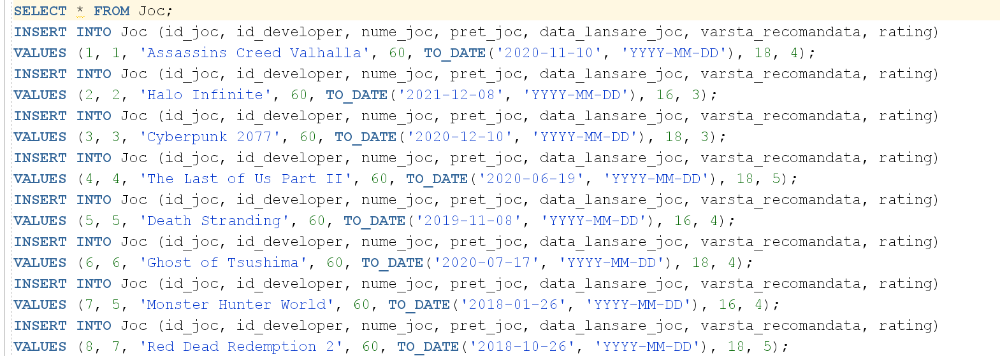 SELECT * FROM Joc;
INSERT INTO Joc (id_joc, id_developer, nume_joc, pret_joc, data_lansare_joc, varsta_recomandata, rating)
VALUES (1, 1, 'Assassins Creed Valhalla', 60, TO_DATE('2020-11-10', 'YYYY-MM-DD'), 18, 4);
INSERT INTO Joc (id_joc, id_developer, nume_joc, pret_joc, data_lansare_joc, varsta_recomandata, rating)
VALUES (2, 2, 'Halo Infinite', 60, TO_DATE('2021-12-08', 'YYYY-MM-DD'), 16, 3);
INSERT INTO Joc (id_joc, id_developer, nume_joc, pret_joc, data_lansare_joc, varsta_recomandata, rating)
VALUES (3, 3, 'Cyberpunk 2077', 60, TO_DATE('2020-12-10', 'YYYY-MM-DD'), 18, 3);
INSERT INTO Joc (id_joc, id_developer, nume_joc, pret_joc, data_lansare_joc, varsta_recomandata, rating)
VALUES (4, 4, 'The Last of Us Part II', 60, TO_DATE('2020-06-19', 'YYYY-MM-DD'), 18, 5);
INSERT INTO Joc (id_joc, id_developer, nume_joc, pret_joc, data_lansare_joc, varsta_recomandata, rating)
VALUES (5, 5, 'Death Stranding', 60, TO_DATE('2019-11-08', 'YYYY-MM-DD'), 16, 4);
INSERT INTO Joc (id_joc, id_developer, nume_joc, pret_joc, data_lansare_joc, varsta_recomandata, rating)
VALUES (6, 6, 'Ghost of Tsushima', 60, TO_DATE('2020-07-17', 'YYYY-MM-DD'), 18, 4);
INSERT INTO Joc (id_joc, id_developer, nume_joc, pret_joc, data_lansare_joc, varsta_recomandata, rating)
VALUES (7, 5, 'Monster Hunter World', 60, TO_DATE('2018-01-26', 'YYYY-MM-DD'), 16, 4);
INSERT INTO Joc (id_joc, id_developer, nume_joc, pret_joc, data_lansare_joc, varsta_recomandata, rating)
VALUES (8, 7, 'Red Dead Redemption 2', 60, TO_DATE('2018-10-26', 'YYYY-MM-DD'), 18, 5);